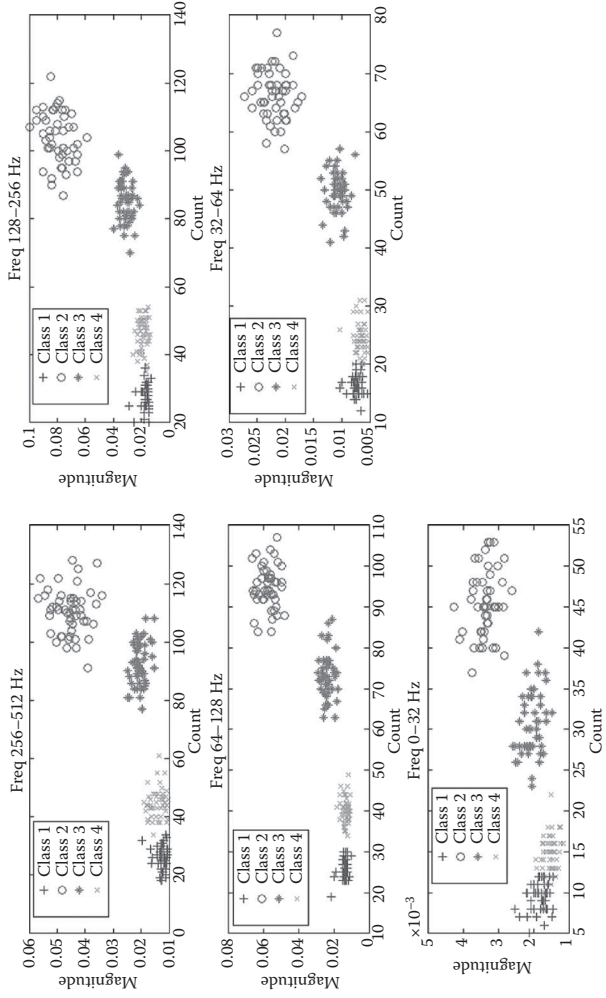 Freq 256–512 Hz
0.06
0.05
0.04
0.03
0.02
0.01
Magnitude
Class 1
Class 2
Class 3
Class 4
0
20
40
60
80
100
120
140
Count
Freq 128–256 Hz
0.1
0.08
0.06
0.04
0.02
0
Magnitude
Class 1
Class 2
Class 3
Class 4
20
40
60
80
100
120
140
Count
Freq 64–128 Hz
0.08
0.06
0.04
0.02
0
Magnitude
Class 1
Class 2
Class 3
Class 4
10
20
30
40
50
60
70
80
90
100
110
Count
Freq 32–64 Hz
0.03
0.025
0.02
0.015
0.01
0.005
Magnitude
Class 1
Class 2
Class 3
Class 4
10
20
30
40
50
60
70
80
Count
Freq 0–32 Hz
×10⁻³
5
4
3
2
1
Magnitude
Class 1
Class 2
Class 3
Class 4
5
10
15
20
25
30
35
40
45
50
55
Count